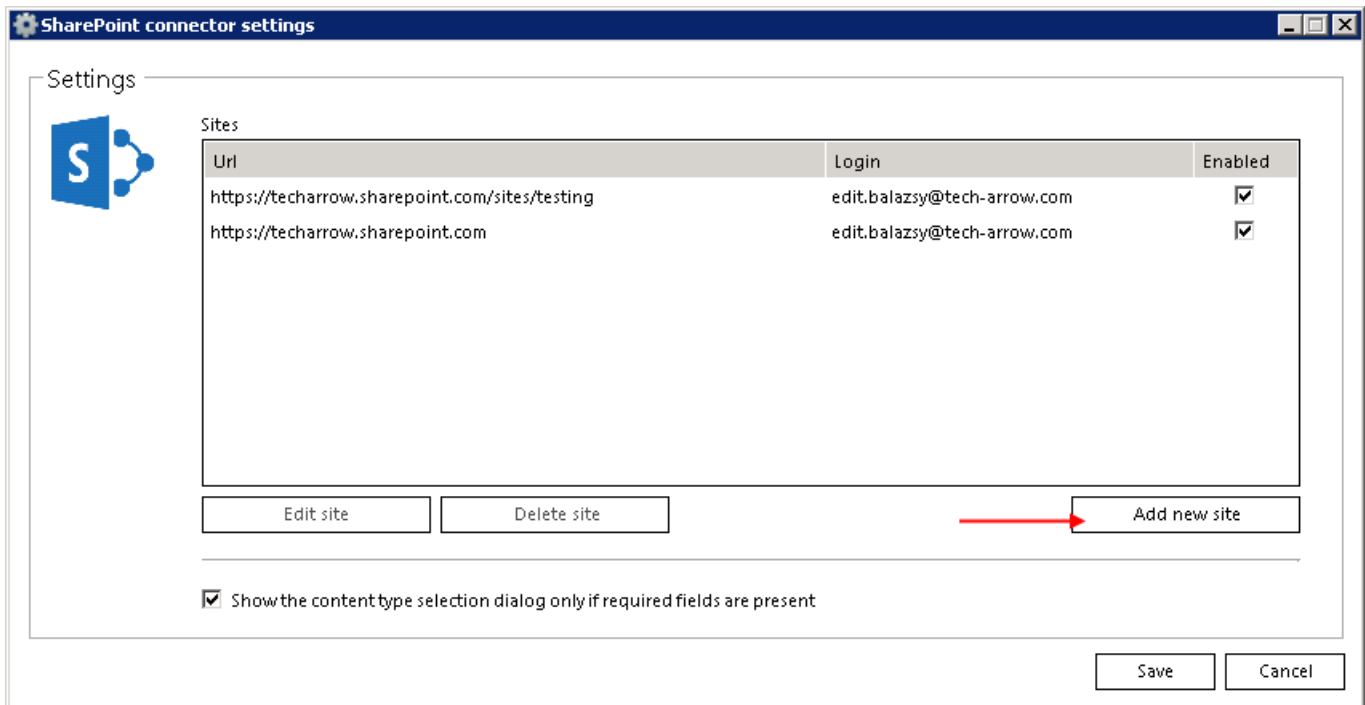 SharePoint connector settings
Settings
S
Sites
Url Login Enabled
https://techarrow.sharepoint.com/sites/testing edit.balazsy@tech-arrow.com
https://techarrow.sharepoint.com edit.balazsy@tech-arrow.com
Edit site Delete site Add new site
Show the content type selection dialog only if required fields are present
Save Cancel